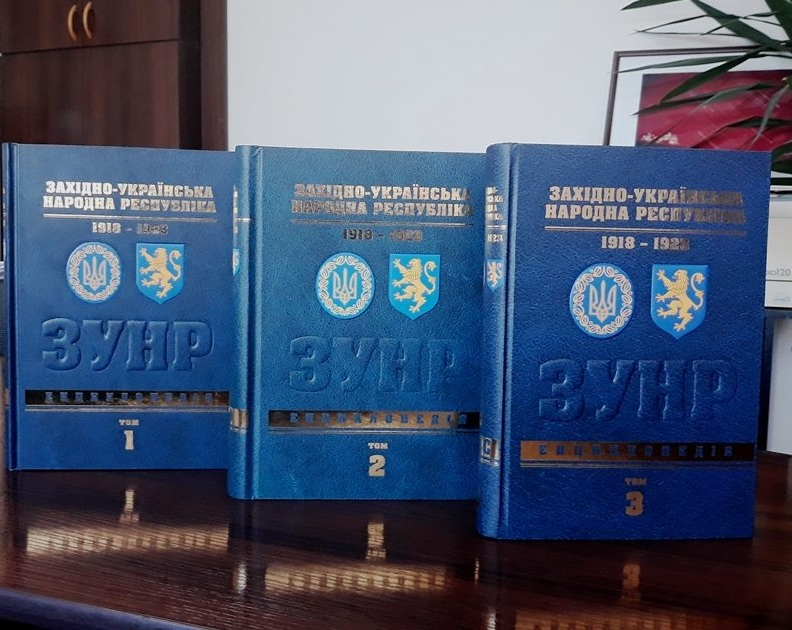 ЗАХІДНО-УКРАЇНСЬКА
НАРОДНА РЕСПУБЛІКА
1918 – 1923
ЗУНР
ЕНЦИКЛОПЕДІЯ
ТОМ
1
ЗАХІДНО-УКРАЇНСЬКА
НАРОДНА РЕСПУБЛІКА
1918 – 1923
ЗУНР
ЕНЦИКЛОПЕДІЯ
ТОМ
2
ЗАХІДНО-УКРАЇНСЬКА
НАРОДНА РЕСПУБЛІКА
1918 – 1923
ЗУНР
ЕНЦИКЛОПЕДІЯ
ТОМ
3